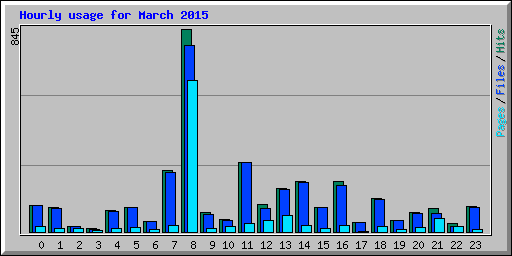 Hourly usage for March 2015
845
Pages/Files/Hits
0 1 2 3 4 5 6 7 8 9 10 11 12 13 14 15 16 17 18 19 20 21 22 23